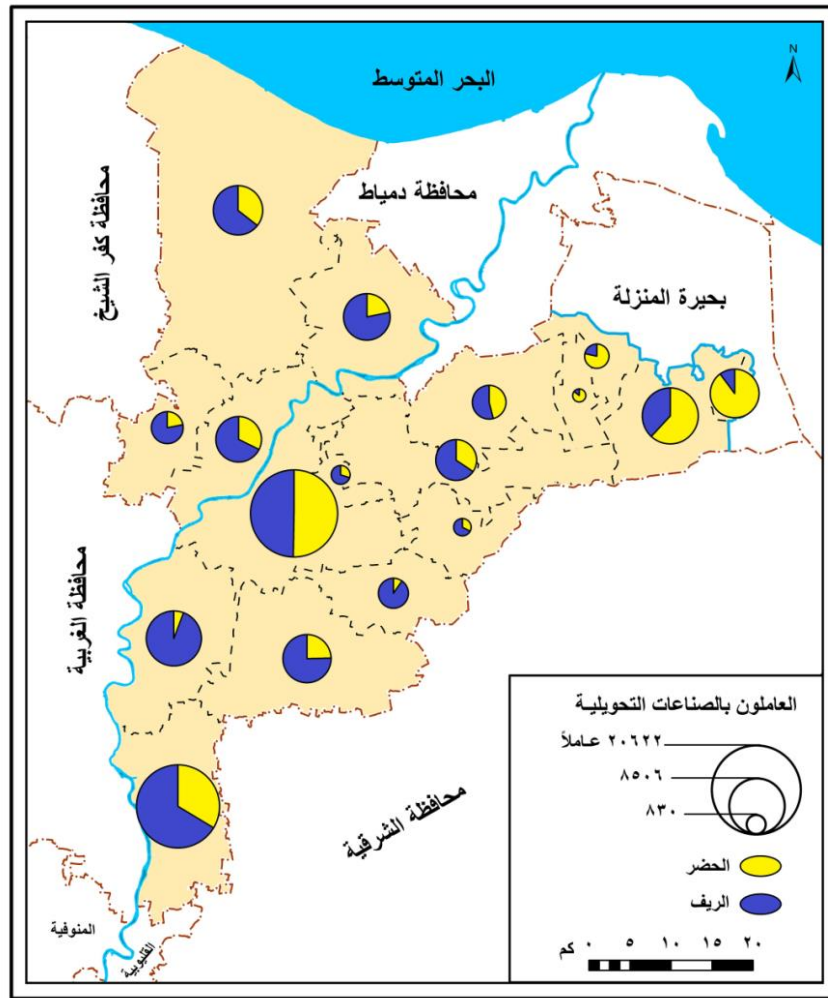 N
البحر المتوسط
محافظة دمياط
محافظة كفر الشيخ
بحيرة المنزلة
محافظة الغربية
محافظة الشرقية
المنوفية
القليوبية
العاملون بالصناعات التحويلية
٢٠٦٢٢ عاملاً
٨٥٠٦
٨٣٠
الحضر
الريف
كم ٠ ٥ ١٠ ١٥ ٢٠